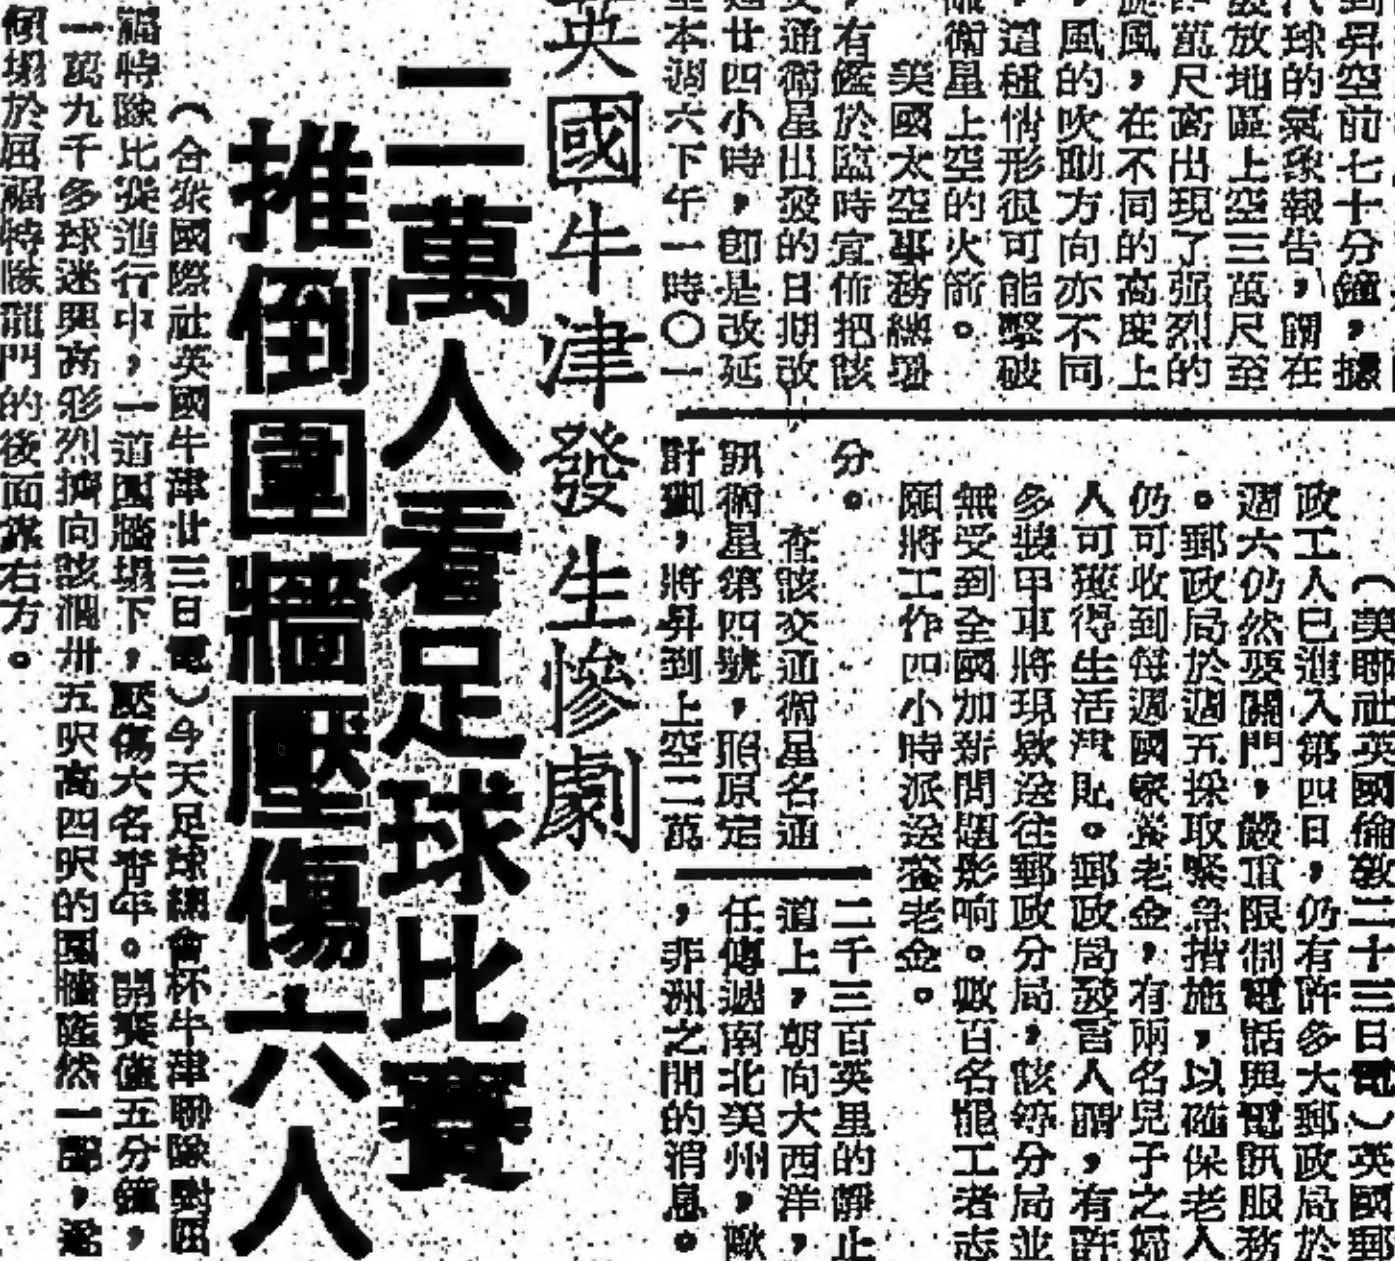 到昇空前七十分鐘，據
代球的氣象報告，謂在
發放地區上空三萬尺至
四萬尺高出現了强烈的
旋風，在不同的高度上
，風的吹動方向亦不同
，這種情形很可能擊破
衛星上空的火箭。
美國太空事務總
有鑑於臨時宣佈把該
交通衛星出發的日期改
廿四小時，即是改延
至本週六下午一時〇一
分。
查該交通衛星名通
訊衛星第四號，照原定
計劃，將昇到上空二萬
二千三百英里的靜止
道上，朝向大西洋，
任傳遞南北美州，歐
，非洲之間的消息。
（美聯社英國倫敦二十三日電）英國郵
政工人已進入第四日，仍有許多大郵政局於
週六仍然要關門，嚴重限制電話與電訊服務
。郵政局於週五採取緊急措施，以確保老人
仍可收到每週國家養老金，有兩名兒子之婦
人可獲得生活津貼。郵政局發言人謂，有許
多裝甲車將現欵送往郵政分局，該等分局並
無受到全國加薪問題影响。數百名罷工者志
願將工作四小時派送養老金。
英國牛津發生慘劇
二萬人看足球比賽
推倒圍牆壓傷六人
（合衆國際社英國牛津廿三日電）今天足球總會杯牛津聯隊對屈
福特隊比賽進行中，一道圍牆塌下，壓傷六名青年。開賽僅五分鐘，
一萬九千多球迷興高彩烈擠向該個卅五呎高四呎的圍牆隆然一聲，
倾塌於屈福特隊龍門的後面靠右方。